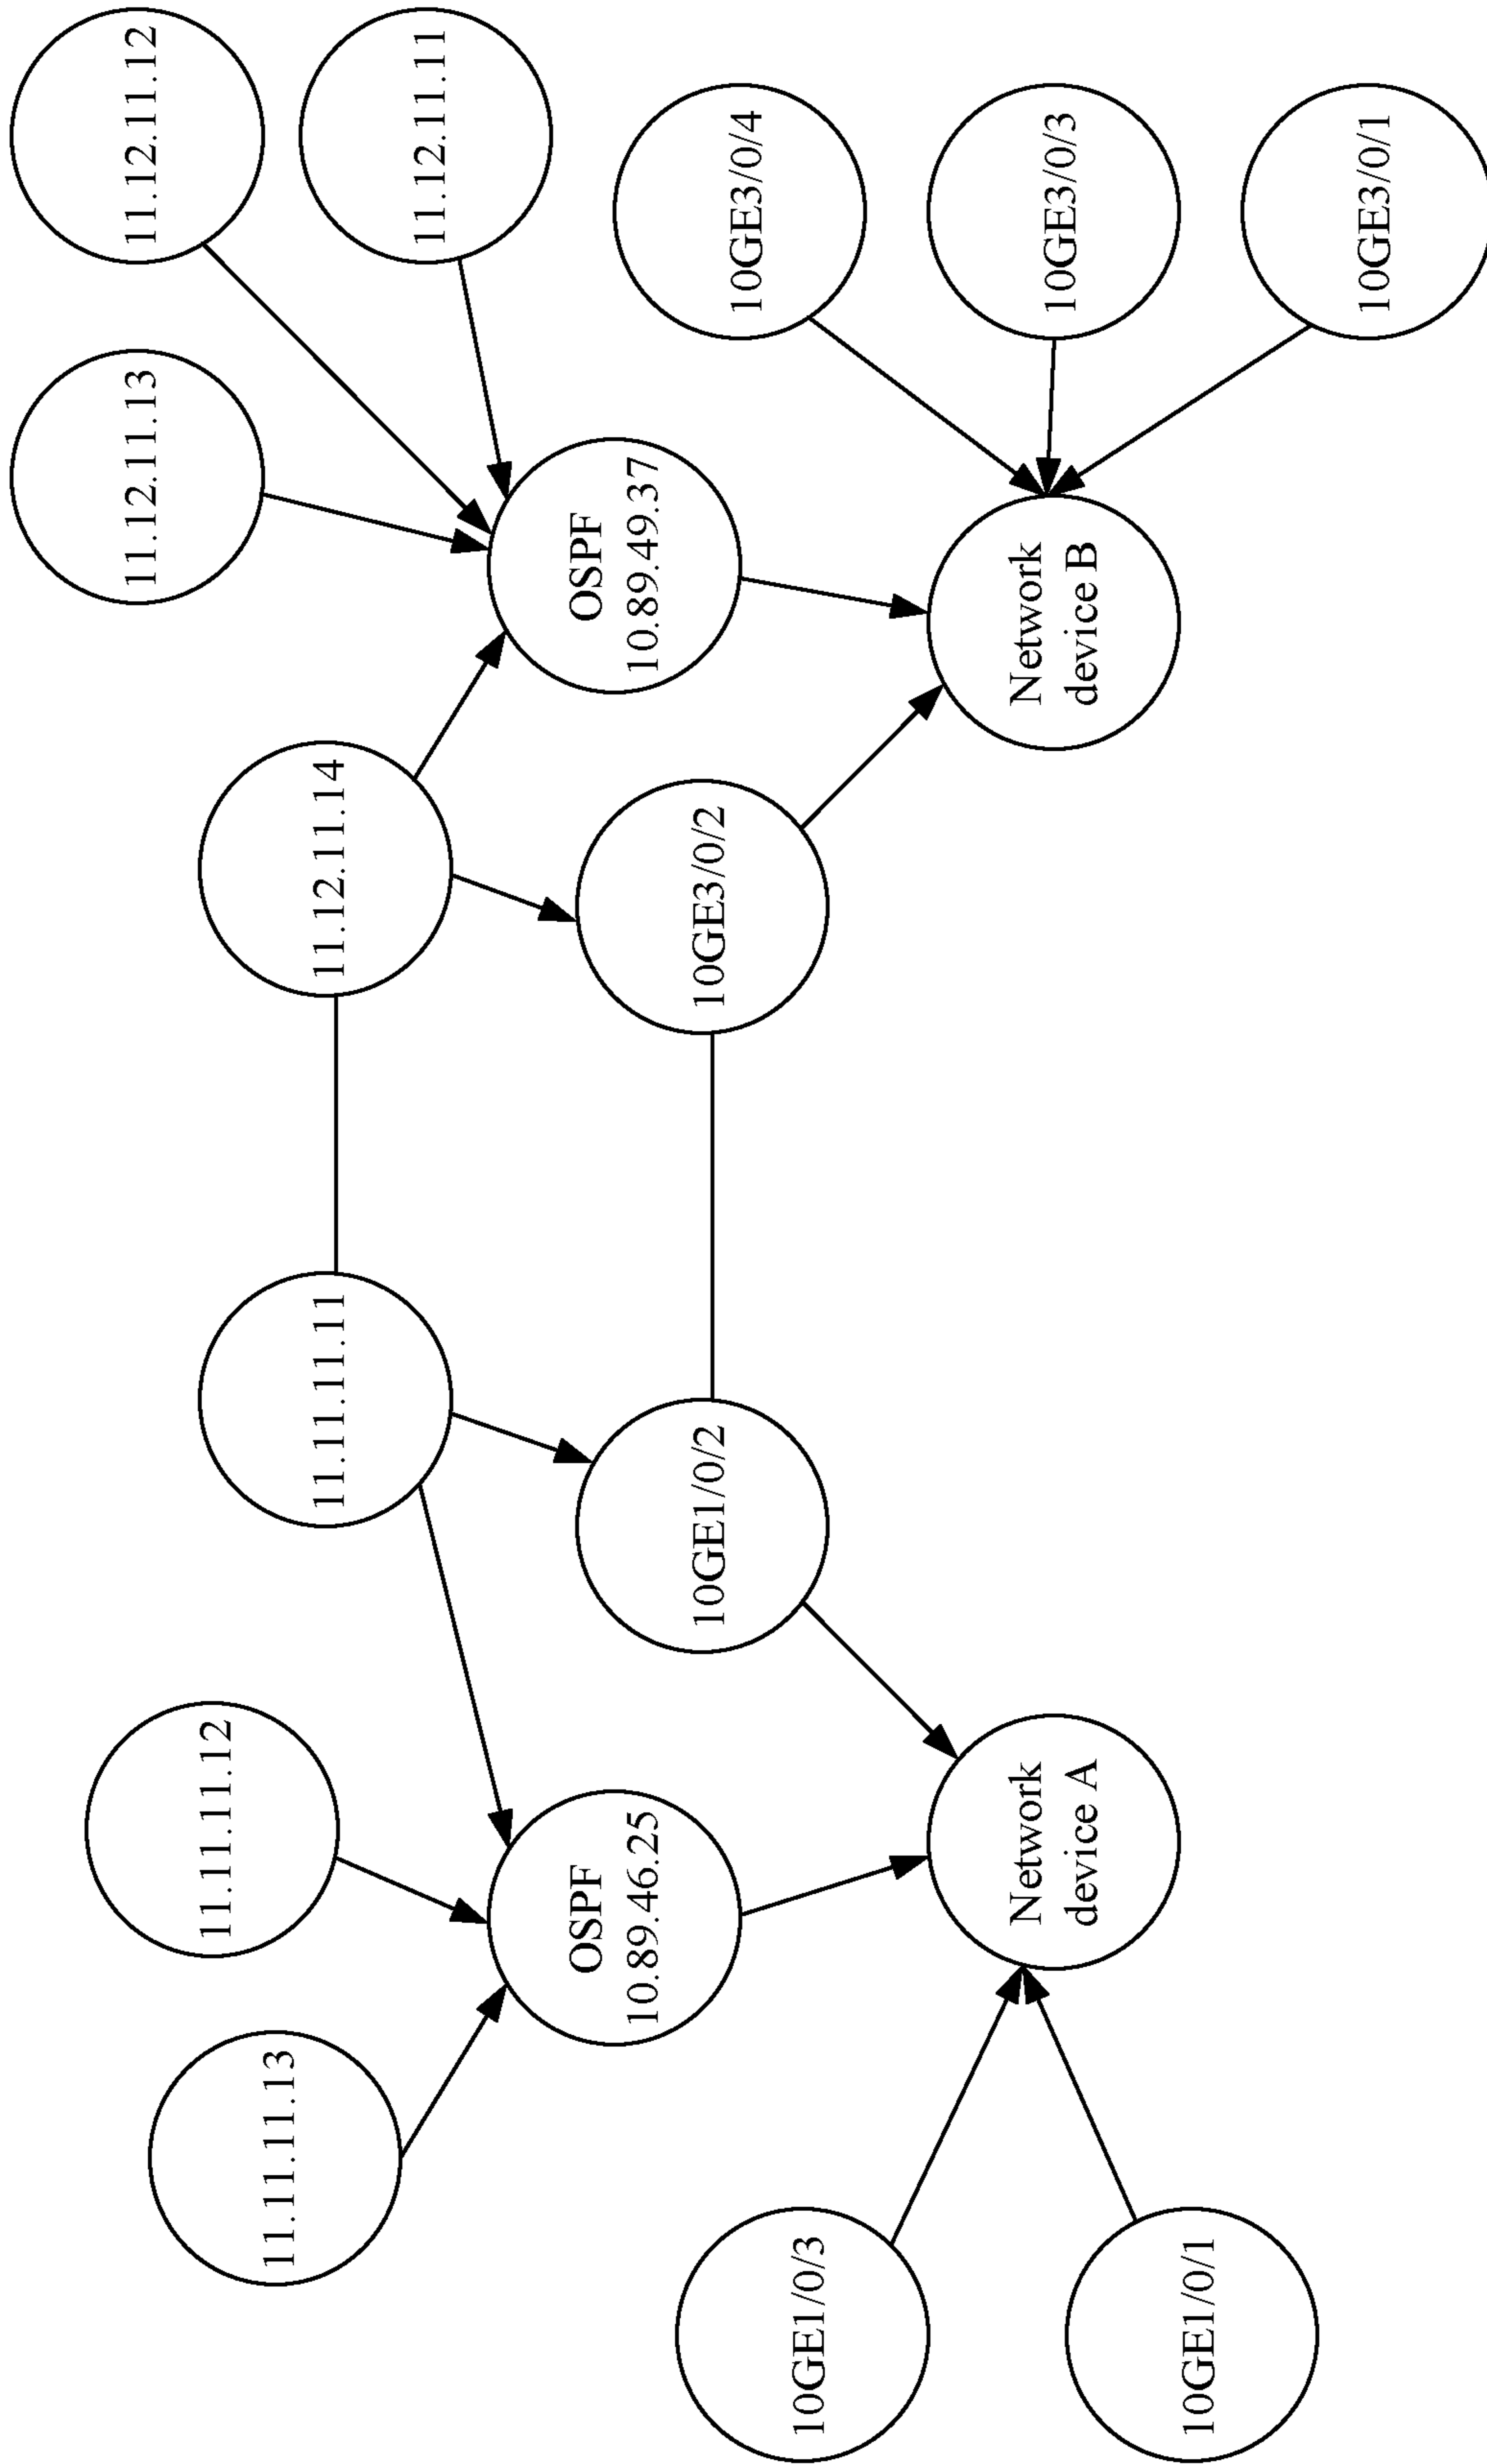 11.12.11.13
11.12.11.12
11.11.11.12
11.11.11.11
11.12.11.14
11.11.11.13
11.12.11.11
OSPF
10.89.46.25
OSPF
10.89.49.37
10GE1/0/2
10GE3/0/2
10GE3/0/4
10GE1/0/3
Network
device A
Network
device B
10GE3/0/3
10GE1/0/1
10GE3/0/1